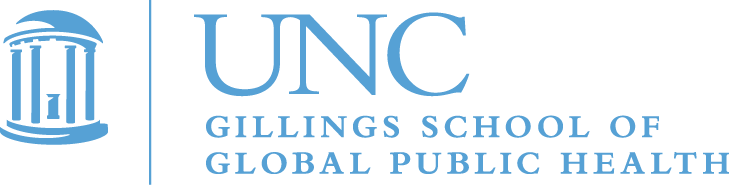 UNC
GILLINGS SCHOOL OF
GLOBAL PUBLIC HEALTH